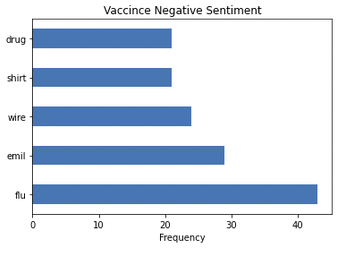 Vaccince Negative Sentiment
drug
shirt
wire
emil
flu
0 10 20 30 40
Frequency